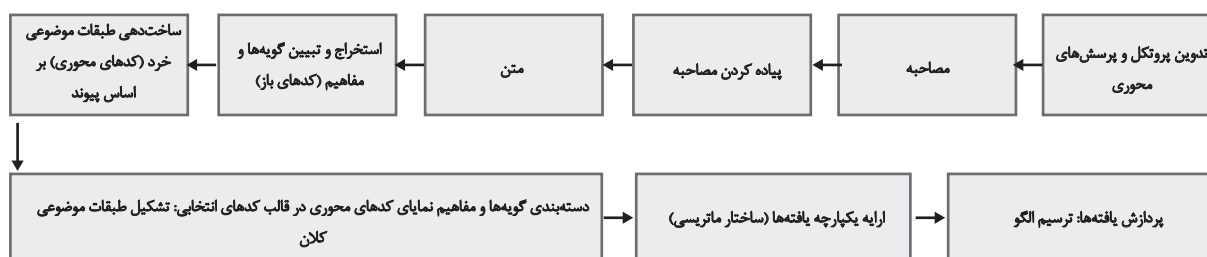 تدوین پروتکل و پرسش‌های
محوری
مصاحبه
پیاده کردن مصاحبه
متن
استخراج و تبیین گویه‌ها و
مفاهیم (کدهای باز)
ساخت‌دهی طبقات موضوعی
خرد (کدهای محوری) بر
اساس پیوند
دسته‌بندی گویه‌ها و مفاهیم نمایای کدهای محوری در قالب کدهای انتخابی: تشکیل طبقات موضوعی
کلان
ارایه یکپارچه یافته‌ها (ساختار ماتریسی)
پردازش یافته‌ها: ترسیم الگو